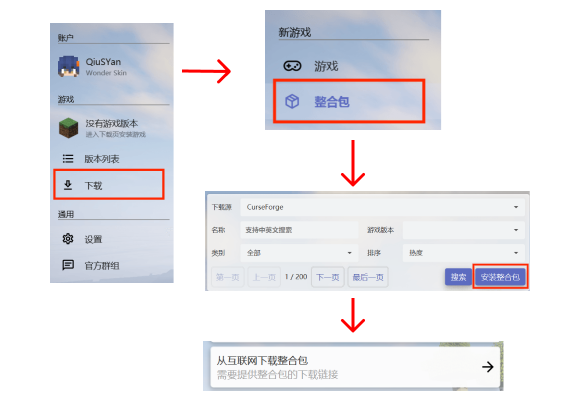 账户
QiuSYan
Wonder Skin
游戏
没有游戏版本
进入下载页安装游戏
版本列表
下载
通用
设置
官方群组
新游戏
游戏
整合包
下载源 CurseForge
名称 支持中英文搜索 游戏版本
类别 全部 排序 热度
第一页 上一页 1 / 200 下一页 最后一页 搜索 安装整合包
从互联网下载整合包
需要提供整合包的下载链接